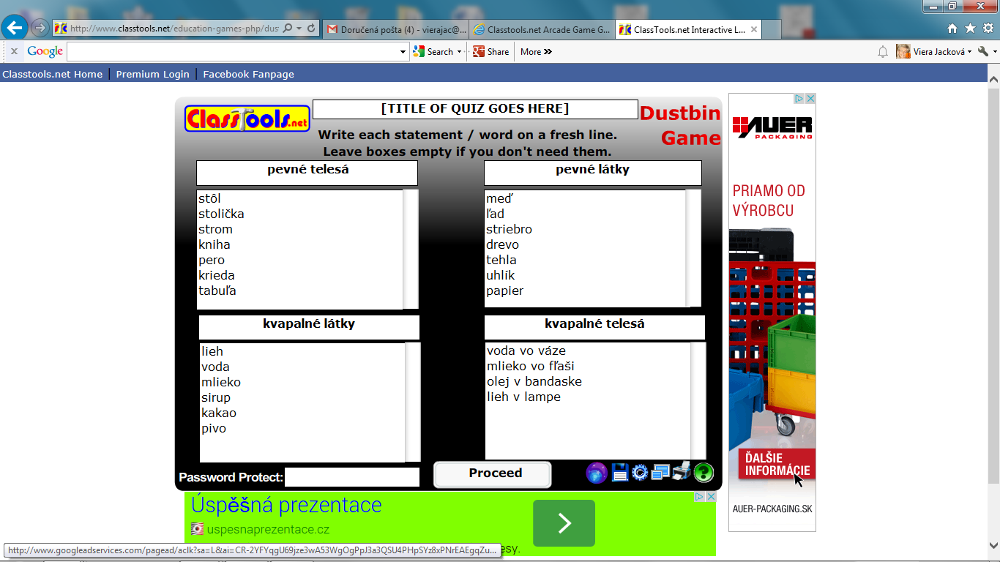 http://www.classtools.net/education-games-php/dus
Doručená pošta (4) - vierajac@...
Classtools.net Arcade Game G...
ClassTools.net Interactive L...
x Google
Search
Share
More »
Viera Jacková
Classtools.net Home | Premium Login | Facebook Fanpage
ClassTools.net
[TITLE OF QUIZ GOES HERE]
Dustbin
Game
Write each statement / word on a fresh line.
Leave boxes empty if you don't need them.
pevné telesá
stôl
stolička
strom
kniha
pero
krieda
tabuľa
pevné látky
meď
ľad
striebro
drevo
tehla
uhlík
papier
kvapalné látky
lieh
voda
mlieko
sirup
kakao
pivo
kvapalné telesá
voda vo váze
mlieko vo fľaši
olej v bandaske
lieh v lampe
Password Protect:
Proceed
AUER
PACKAGING
PRIAMO OD
VÝROBCU
ĎALŠIE
INFORMÁCIE
AUER-PACKAGING.SK
Úspěšná prezentace
uspesnaprezentace.cz
esy.
http://www.googleadservices.com/pagead/aclk?sa=L&ai=CR-2YFYqgU69jze3wA53WgOgPpJ3a3QSU4PHpSYz8xPNrEAEgqZu...